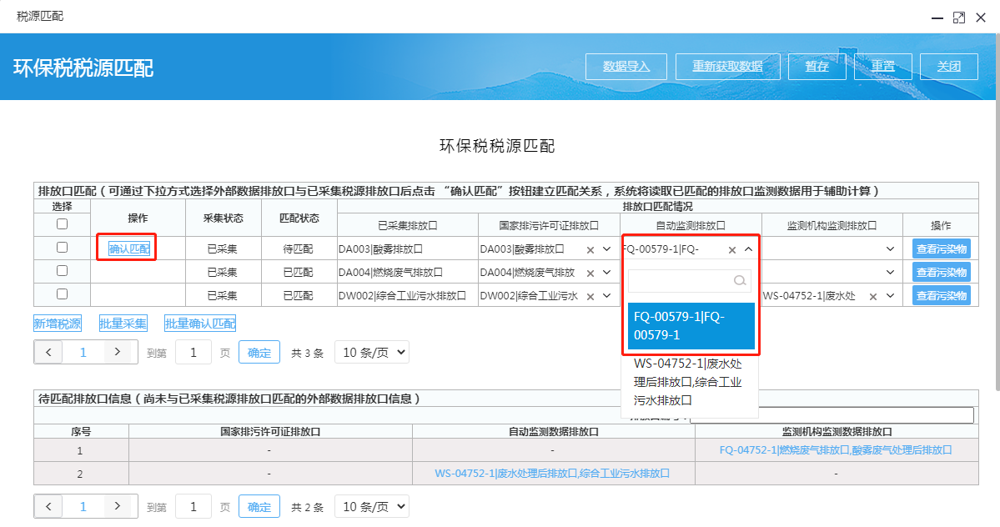 税源匹配
环保税税源匹配
数据导入 重新获取数据 暂存 重置 关闭
环保税税源匹配
排放口匹配（可通过下拉方式选择外部数据排放口与已采集税源排放口后点击 “确认匹配”按钮建立匹配关系，系统将读取已匹配的排放口监测数据用于辅助计算）
选择 操作 采集状态 匹配状态 排放口匹配情况
已采集排放口 国家排污许可证排放口 自动监测排放口 监测机构监测排放口 操作
确认匹配 已采集 待匹配 DA003|酸雾排放口 DA003|酸雾排放口 FQ-00579-1|FQ- 查看污染物
已采集 已匹配 DA004|燃烧废气排放口 DA004|燃烧废气排放 查看污染物
已采集 已匹配 DW002|综合工业污水排放口 DW002|综合工业污水 WS-04752-1|废水处 查看污染物
FQ-00579-1|FQ-
00579-1
WS-04752-1|废水处
理后排放口,综合工业
污水排放口
新增税源 批量采集 批量确认匹配
1 到第 1 页 确定 共 3 条 10 条/页
待匹配排放口信息（尚未与已采集税源排放口匹配的外部数据排放口信息）
序号 国家排污许可证排放口 自动监测数据排放口 监测机构监测数据排放口
1 - - FQ-04752-1|燃烧废气排放口,酸雾废气处理后排放口
2 - WS-04752-1|废水处理后排放口,综合工业污水排放口 -
1 到第 1 页 确定 共 2 条 10 条/页